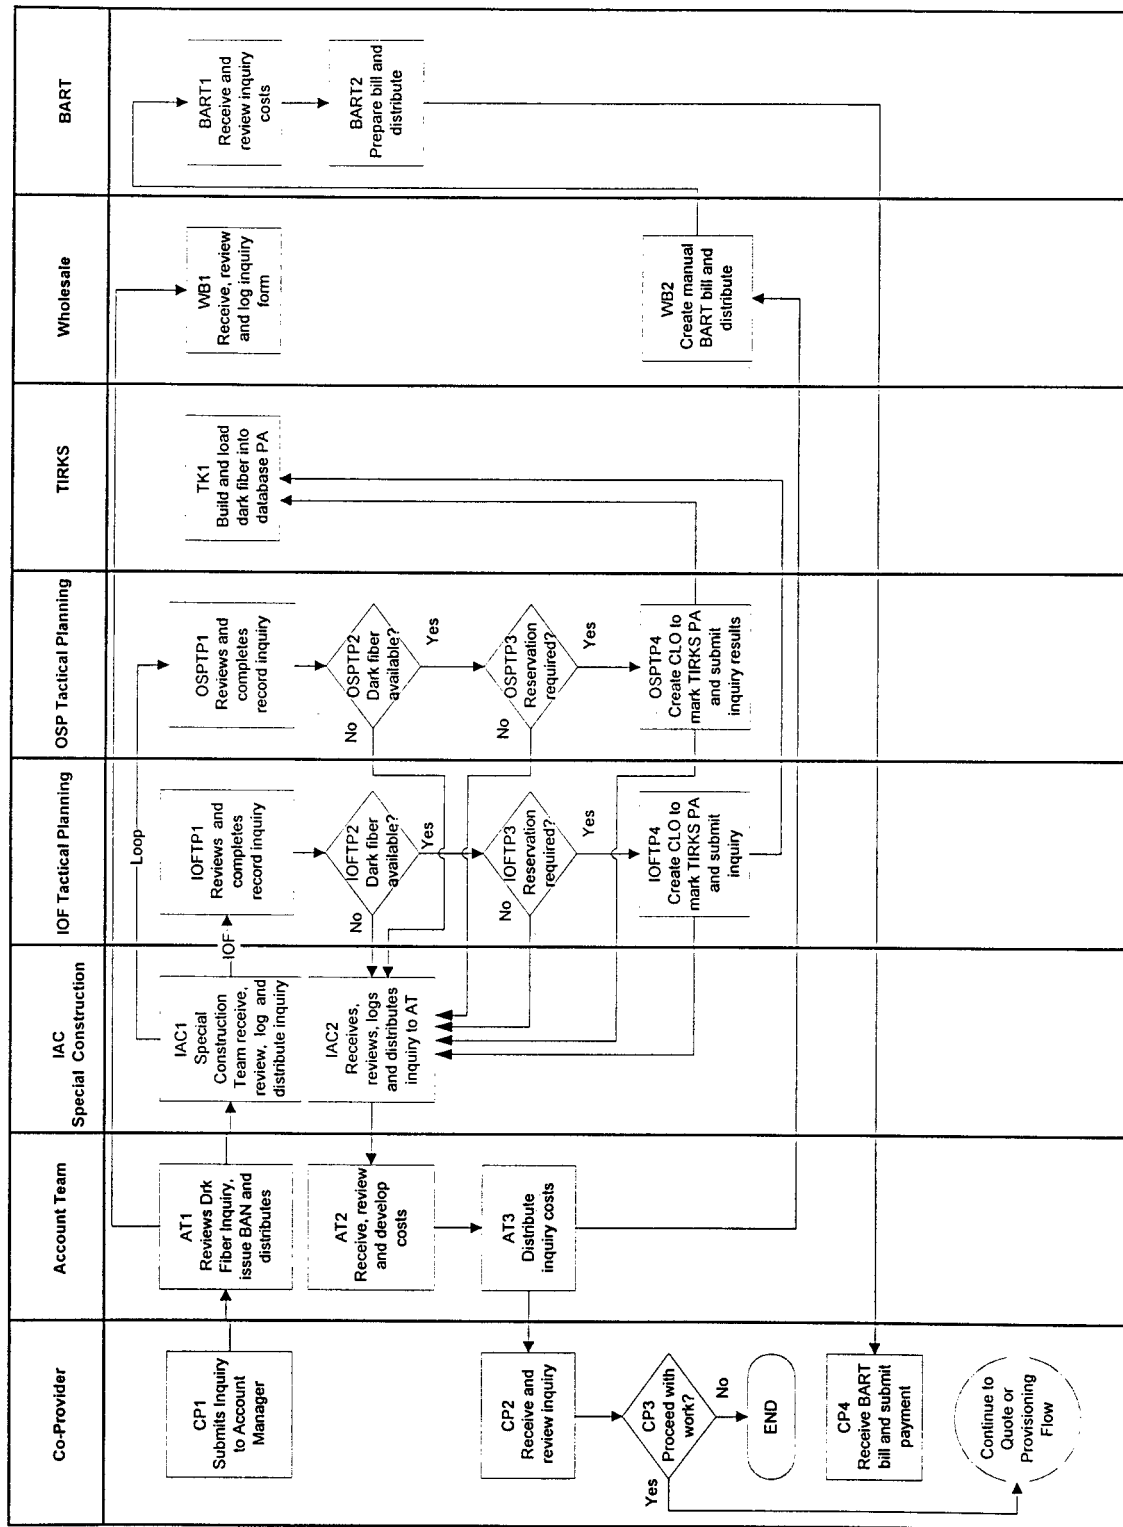 Co-Provider
Account Team
IAC
Special Construction
IOF Tactical Planning
OSP Tactical Planning
TIRKS
Wholesale
BART
CP1
Submits Inquiry
to Account
Manager
CP2
Receive and
review inquiry
CP3
Proceed with
work?
Yes
No
END
CP4
Receive BART
bill and submit
payment
Continue to
Quote or
Provisioning
Flow
AT1
Reviews Drk
Fiber Inquiry,
issue BAN and
distributes
AT2
Receive, review
and develop
costs
AT3
Distribute
inquiry costs
IAC1
Special
Construction
Team receive,
review, log and
distribute inquiry
IAC2
Receives,
reviews, logs
and distributes
inquiry to AT
IOF
Loop
IOFTP1
Reviews and
completes
record inquiry
IOFTP2
Dark fiber
available?
No
Yes
IOFTP3
Reservation
required?
No
Yes
IOFTP4
Create CLO to
mark TIRKS PA
and submit
inquiry
OSPTP1
Reviews and
completes
record inquiry
OSPTP2
Dark fiber
available?
No
Yes
OSPTP3
Reservation
required?
No
Yes
OSPTP4
Create CLO to
mark TIRKS PA
and submit
inquiry results
TK1
Build and load
dark fiber into
database PA
WB1
Receive, review
and log inquiry
form
WB2
Create manual
BART bill and
distribute
BART1
Receive and
review inquiry
costs
BART2
Prepare bill and
distribute